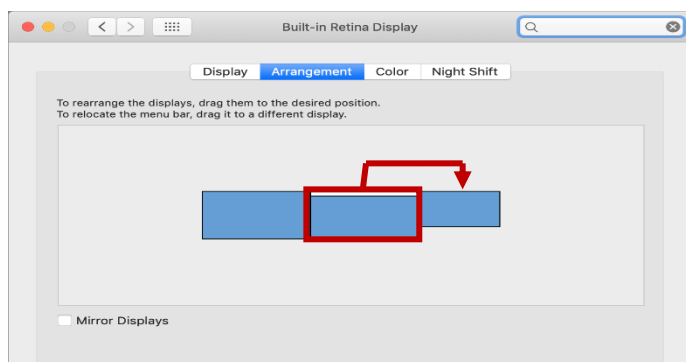 Built-in Retina Display
Display Arrangement Color Night Shift
To rearrange the displays, drag them to the desired position.
To relocate the menu bar, drag it to a different display.
Mirror Displays